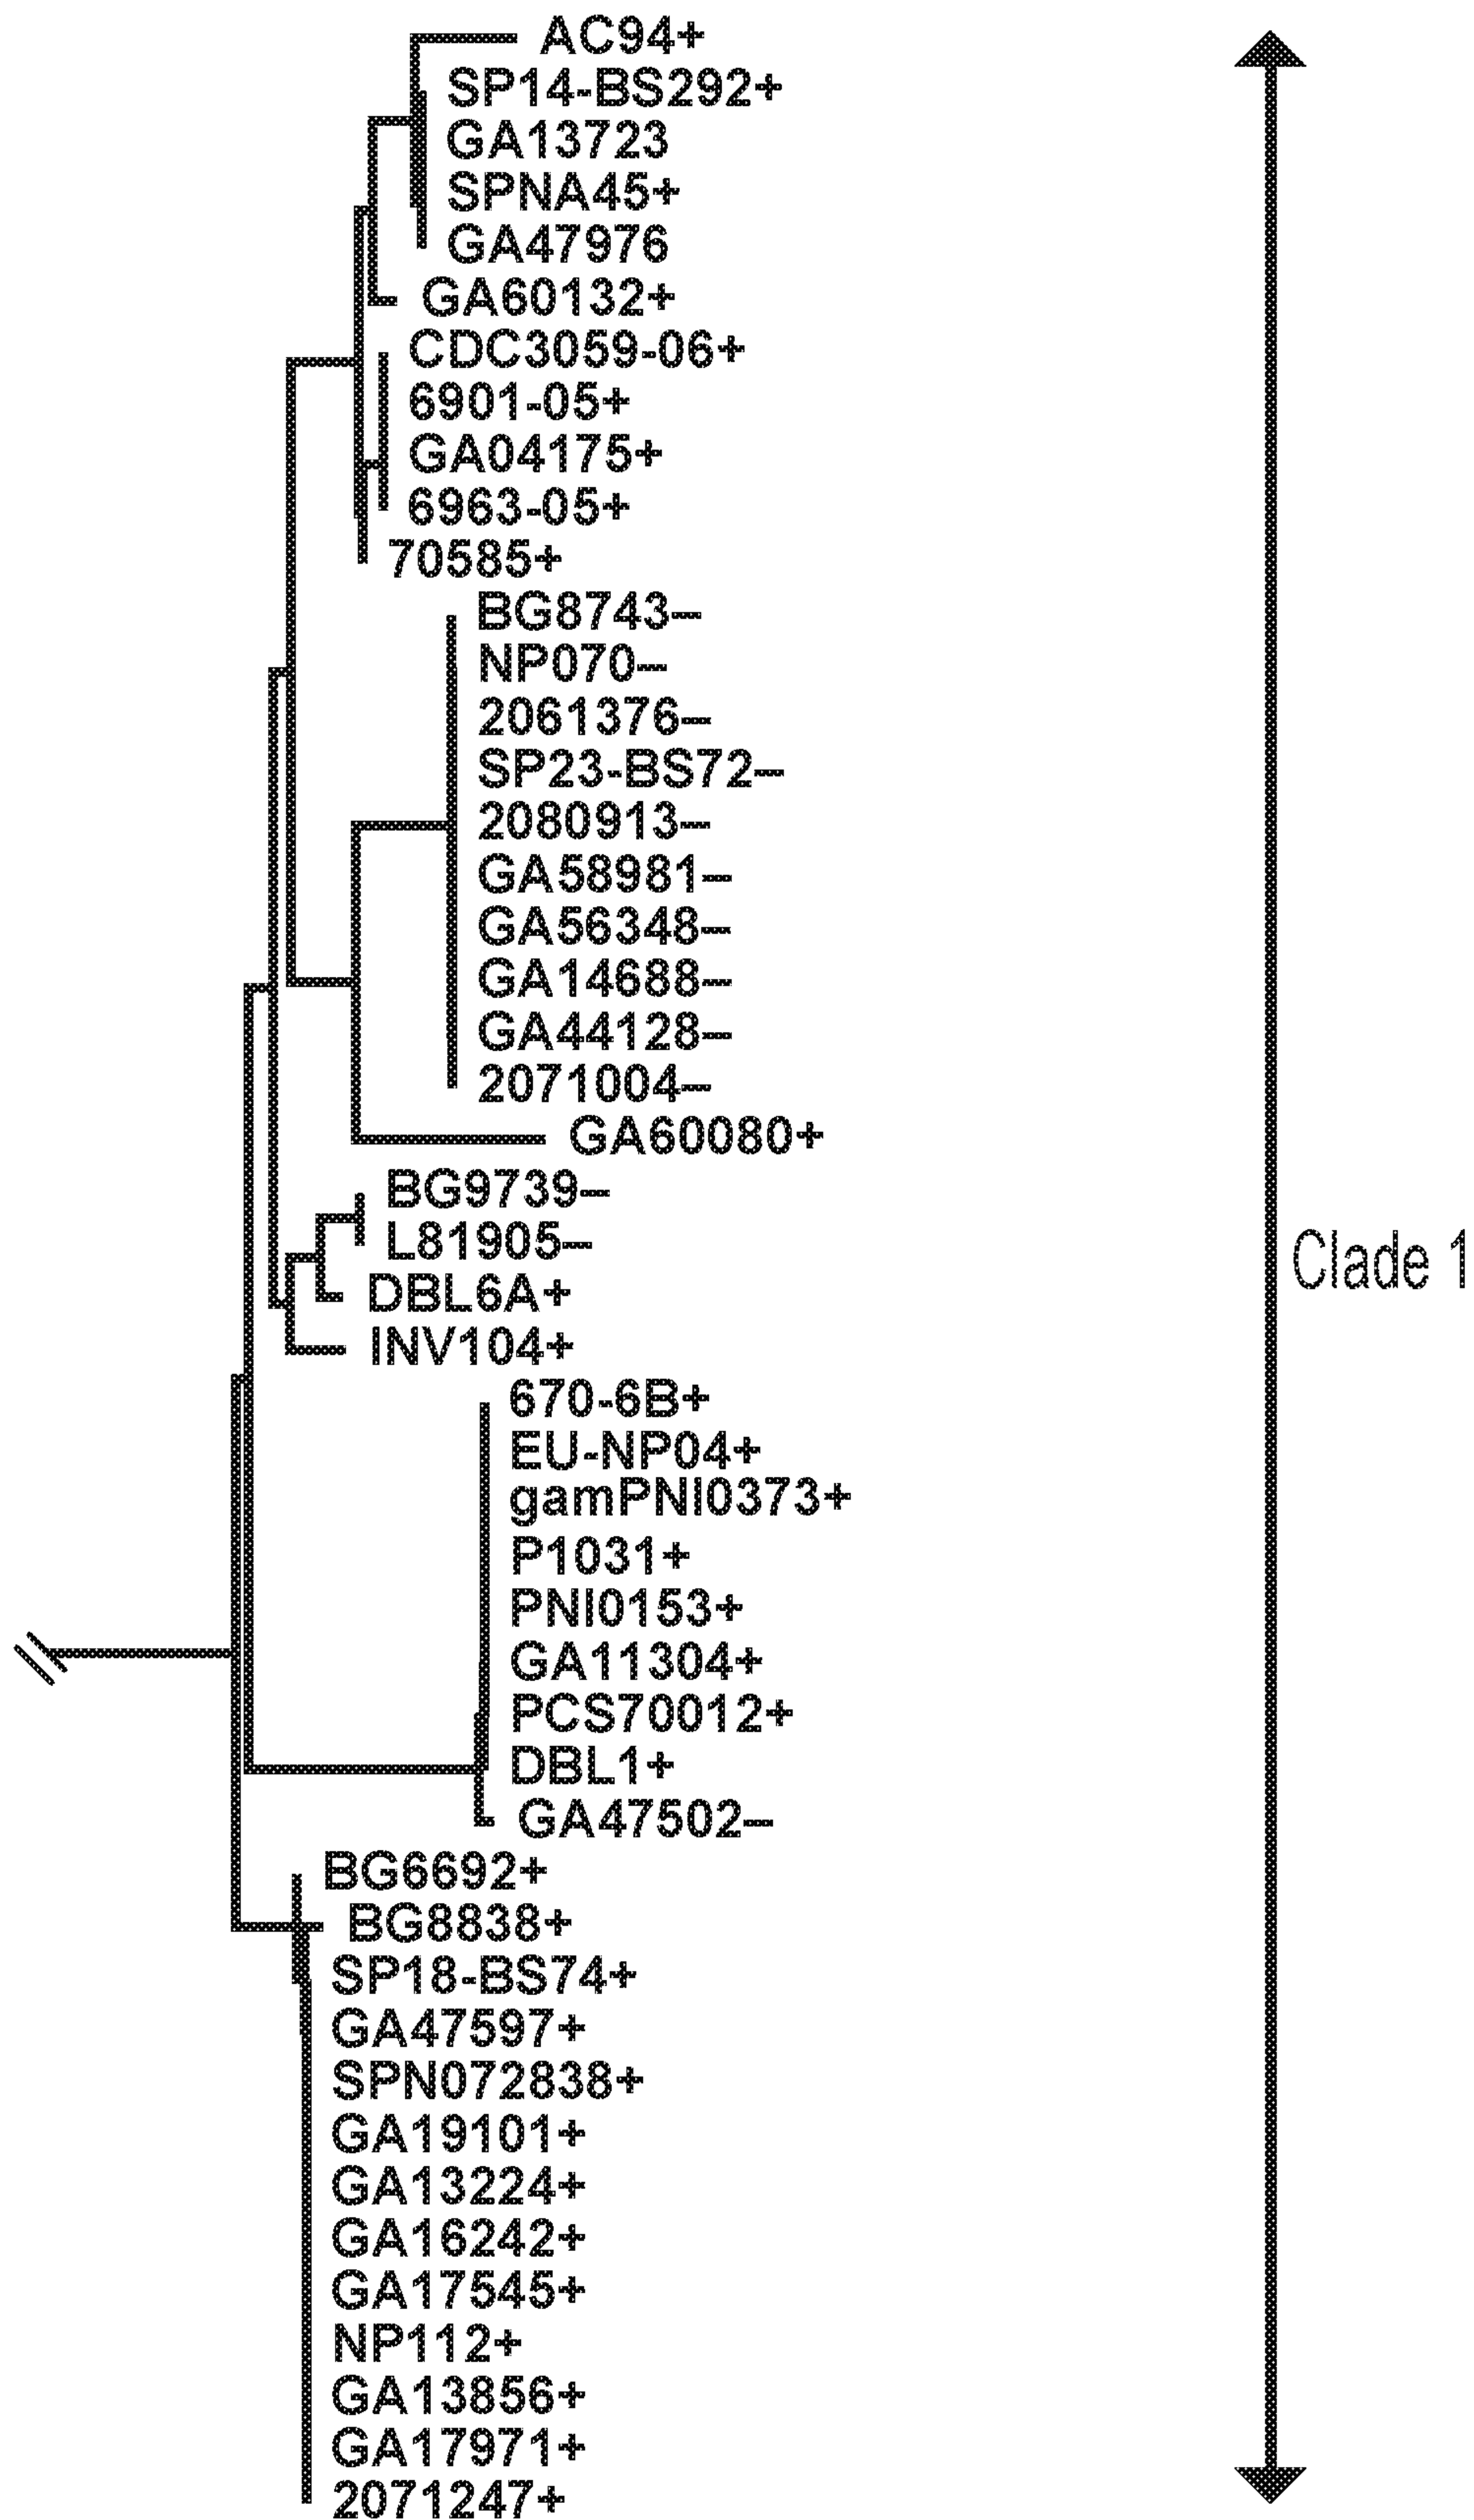 AC94+
SP14-BS292+
GA13723
SPNA45+
GA47976
GA60132+
CDC3059-06+
6901-05+
GA04175+
6963-05+
70585+
BG8743–
NP070–
2061376–
SP23-BS72–
2080913–
GA58981–
GA56348–
GA14688–
GA44128–
2071004–
GA60080+
BG9739–
L81905–
Clade 1
DBL6A+
INV104+
670-6B+
EU-NP04+
gamPNI0373+
P1031+
PNI0153+
GA11304+
PCS70012+
DBL1+
GA47502–
BG6692+
BG8838+
SP18-BS74+
GA47597+
SPN072838+
GA19101+
GA13224+
GA16242+
GA17545+
NP112+
GA13856+
GA17971+
2071247+